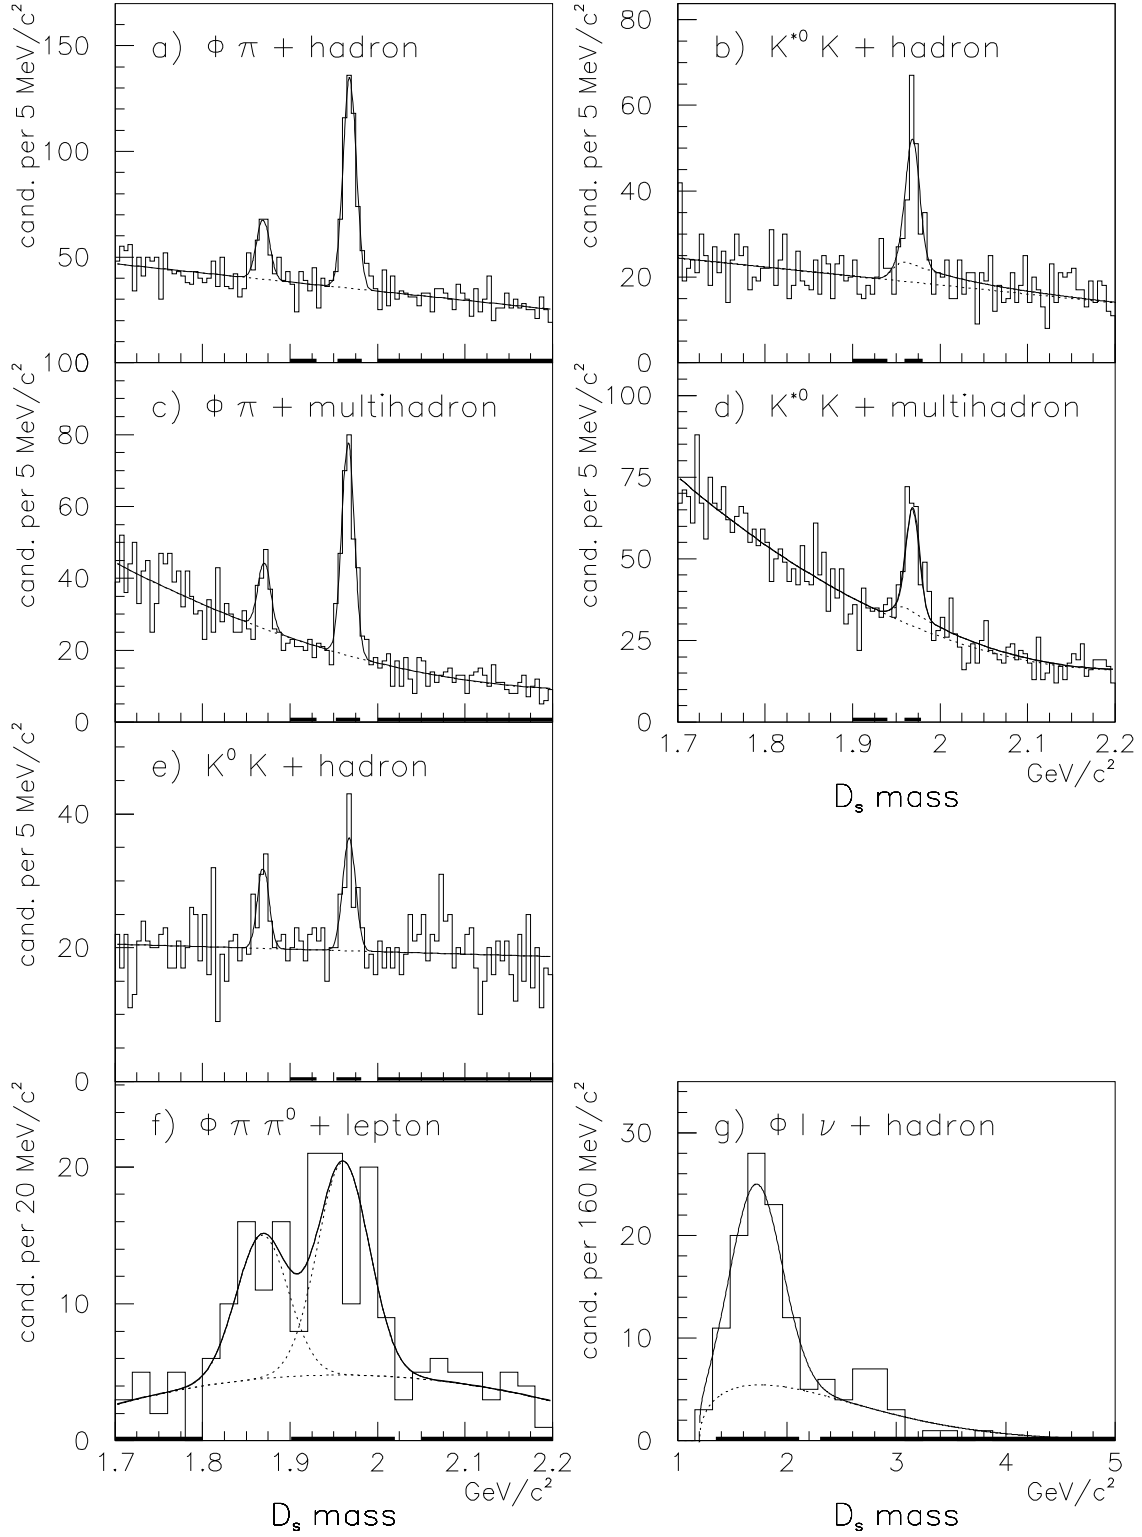 a) Φ π + hadron
cand. per 5 MeV/c²
150
100
50
b) K*⁰ K + hadron
cand. per 5 MeV/c²
80
60
40
20
0
c) Φ π + multihadron
cand. per 5 MeV/c²
100
80
60
40
20
0
d) K*⁰ K + multihadron
cand. per 5 MeV/c²
100
75
50
25
0
1.7 1.8 1.9 2 2.1 2.2
GeV/c²
Dₛ mass
e) K⁰ K + hadron
cand. per 5 MeV/c²
40
20
0
f) Φ π π⁰ + lepton
cand. per 20 MeV/c²
20
10
0
1.7 1.8 1.9 2 2.1 2.2
GeV/c²
Dₛ mass
g) Φ l ν + hadron
cand. per 160 MeV/c²
30
20
10
0
1 2 3 4 5
GeV/c²
Dₛ mass